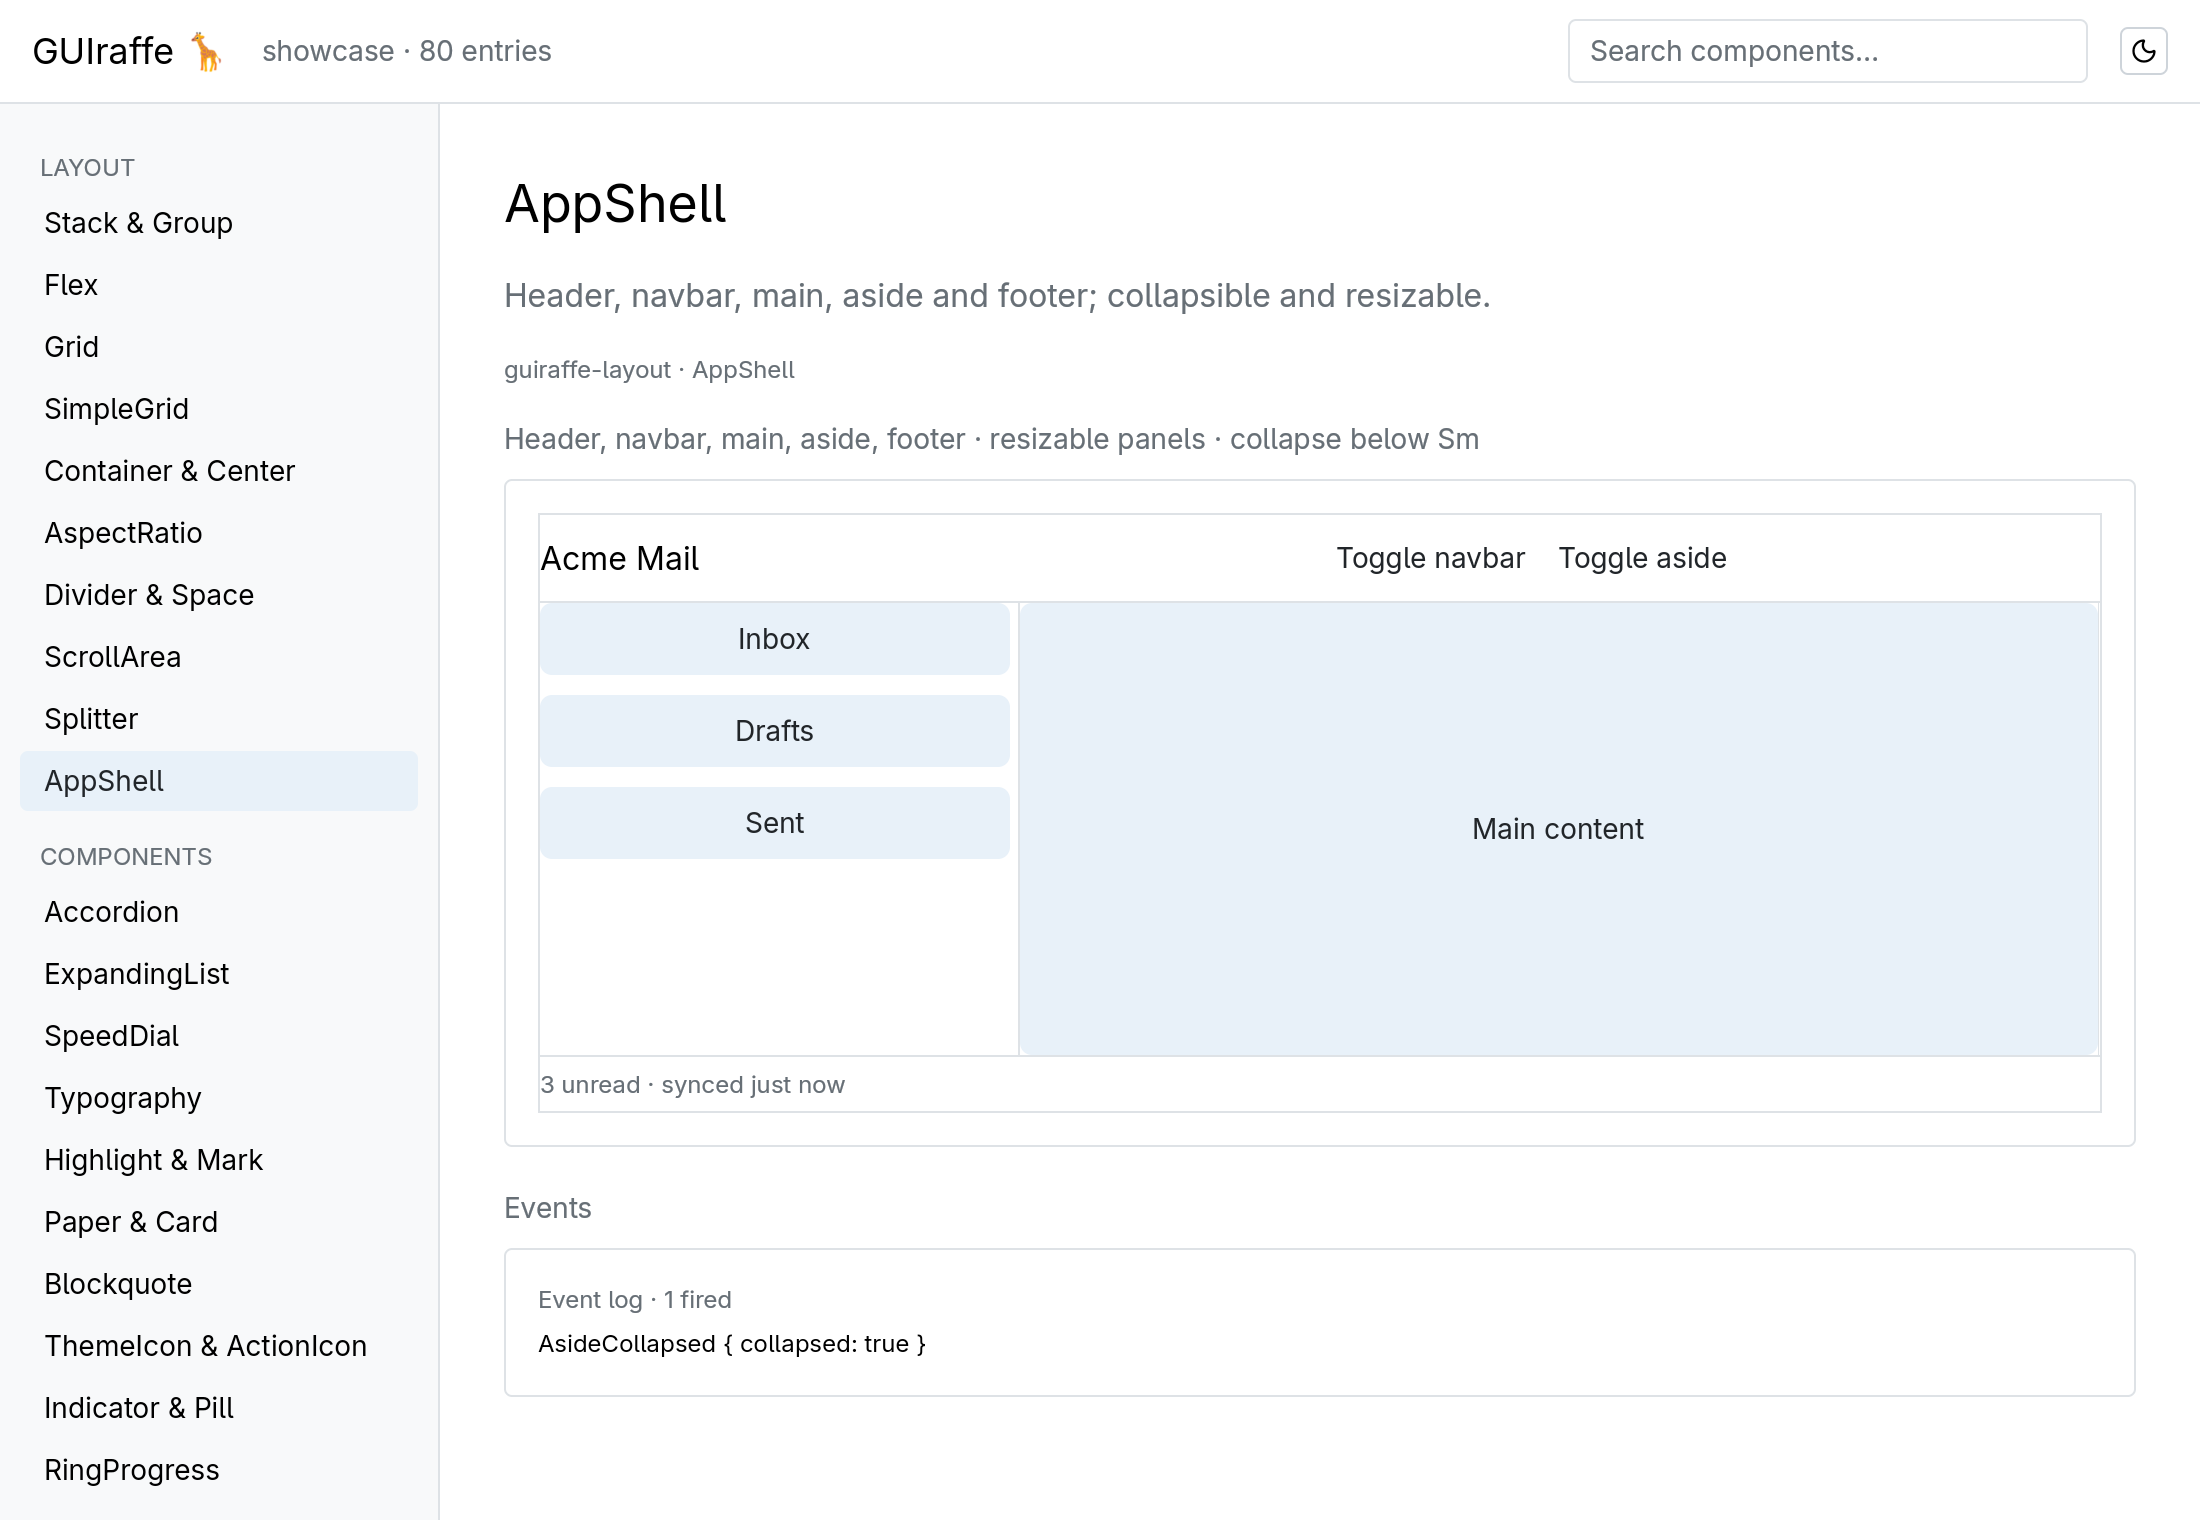 GUIraffe 🦒 showcase · 80 entries Search components...
LAYOUT
Stack & Group
Flex
Grid
SimpleGrid
Container & Center
AspectRatio
Divider & Space
ScrollArea
Splitter
AppShell
COMPONENTS
Accordion
ExpandingList
SpeedDial
Typography
Highlight & Mark
Paper & Card
Blockquote
ThemeIcon & ActionIcon
Indicator & Pill
RingProgress
AppShell
Header, navbar, main, aside and footer; collapsible and resizable.
guiraffe-layout · AppShell
Header, navbar, main, aside, footer · resizable panels · collapse below Sm
Acme Mail Toggle navbar Toggle aside
Inbox
Drafts
Sent
Main content
3 unread · synced just now
Events
Event log · 1 fired
AsideCollapsed { collapsed: true }